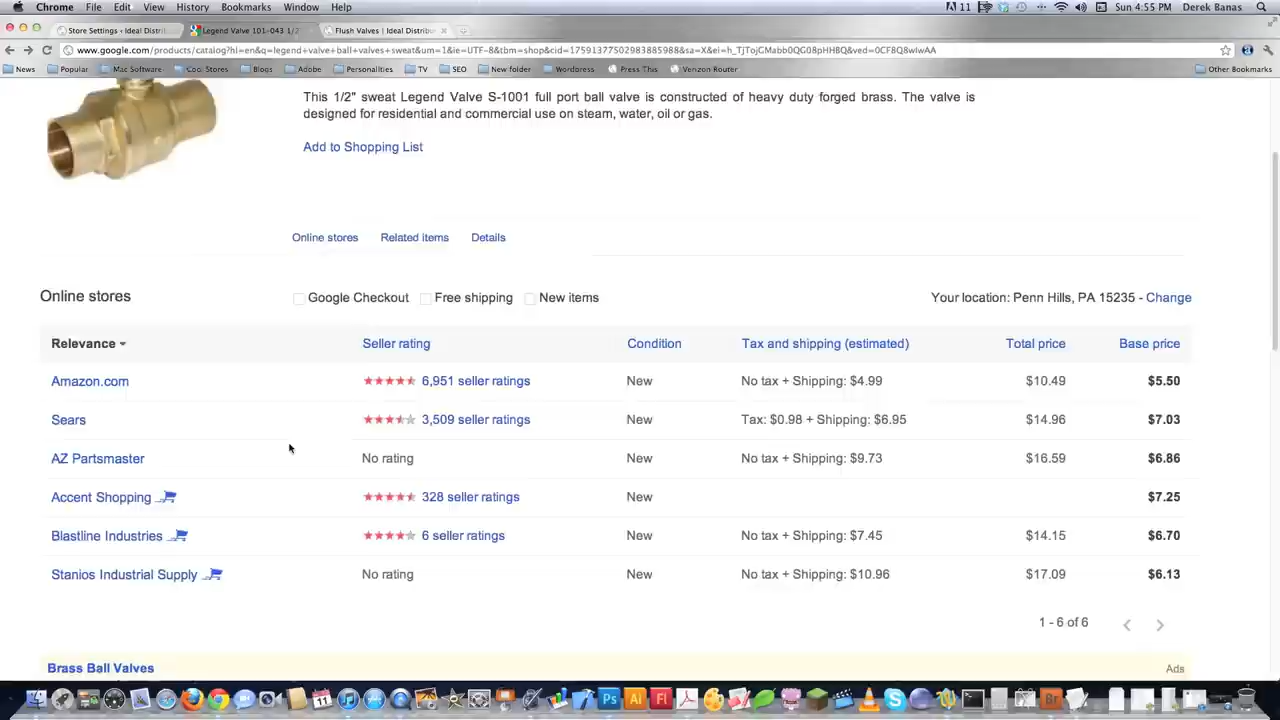 Chrome File Edit View History Bookmarks Window Help 11 Sun 4:55 PM Derek Banas
Store Settings ‹ Ideal Distri Legend Valve 101-043 1/2 Flush Valves | Ideal Distribu
News Popular Mac Software Cool Stores Blogs Adobe Personalities TV SEO New folder Wordpress Press This Verizon Router Other Bookmarks
This 1/2" sweat Legend Valve S-1001 full port ball valve is constructed of heavy duty forged brass. The valve is
designed for residential and commercial use on steam, water, oil or gas.
Add to Shopping List
Online stores Related items Details
Online stores Google Checkout Free shipping New items Your location: Penn Hills, PA 15235 - Change
Relevance Seller rating Condition Tax and shipping (estimated) Total price Base price
Amazon.com 6,951 seller ratings New No tax + Shipping: $4.99 $10.49 $5.50
Sears 3,509 seller ratings New Tax: $0.98 + Shipping: $6.95 $14.96 $7.03
AZ Partsmaster No rating New No tax + Shipping: $9.73 $16.59 $6.86
Accent Shopping 328 seller ratings New $7.25
Blastline Industries 6 seller ratings New No tax + Shipping: $7.45 $14.15 $6.70
Stanios Industrial Supply No rating New No tax + Shipping: $10.96 $17.09 $6.13
1 - 6 of 6
Brass Ball Valves Ads